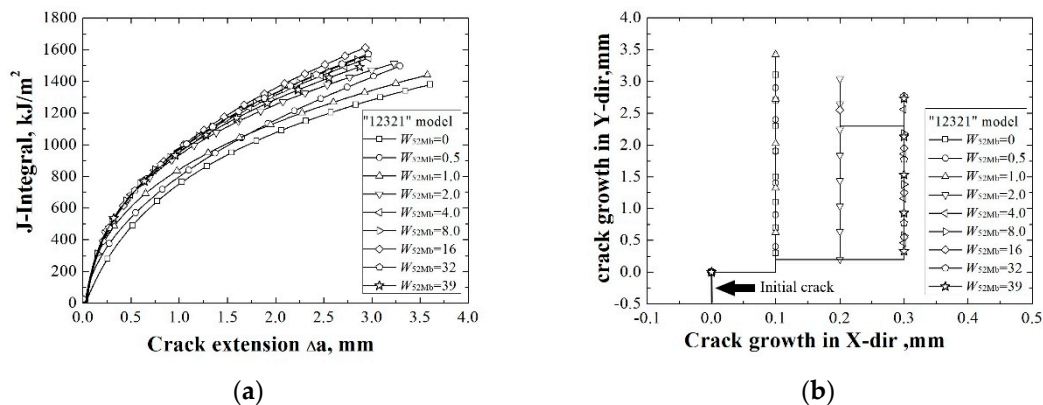 1800
1600
1400
1200
1000
800
600
400
200
0
J-Integral, kJ/m²
0.0 0.5 1.0 1.5 2.0 2.5 3.0 3.5 4.0
Crack extension Δa, mm
"12321" model
W52Mb=0
W52Mb=0.5
W52Mb=1.0
W52Mb=2.0
W52Mb=4.0
W52Mb=8.0
W52Mb=16
W52Mb=32
W52Mb=39
(a)
4.0
3.5
3.0
2.5
2.0
1.5
1.0
0.5
0.0
-0.5
crack growth in Y-dir,mm
-0.1 0.0 0.1 0.2 0.3 0.4 0.5
Crack growth in X-dir ,mm
Initial crack
"12321" model
W52Mb=0
W52Mb=0.5
W52Mb=1.0
W52Mb=2.0
W52Mb=4.0
W52Mb=8.0
W52Mb=16
W52Mb=32
W52Mb=39
(b)